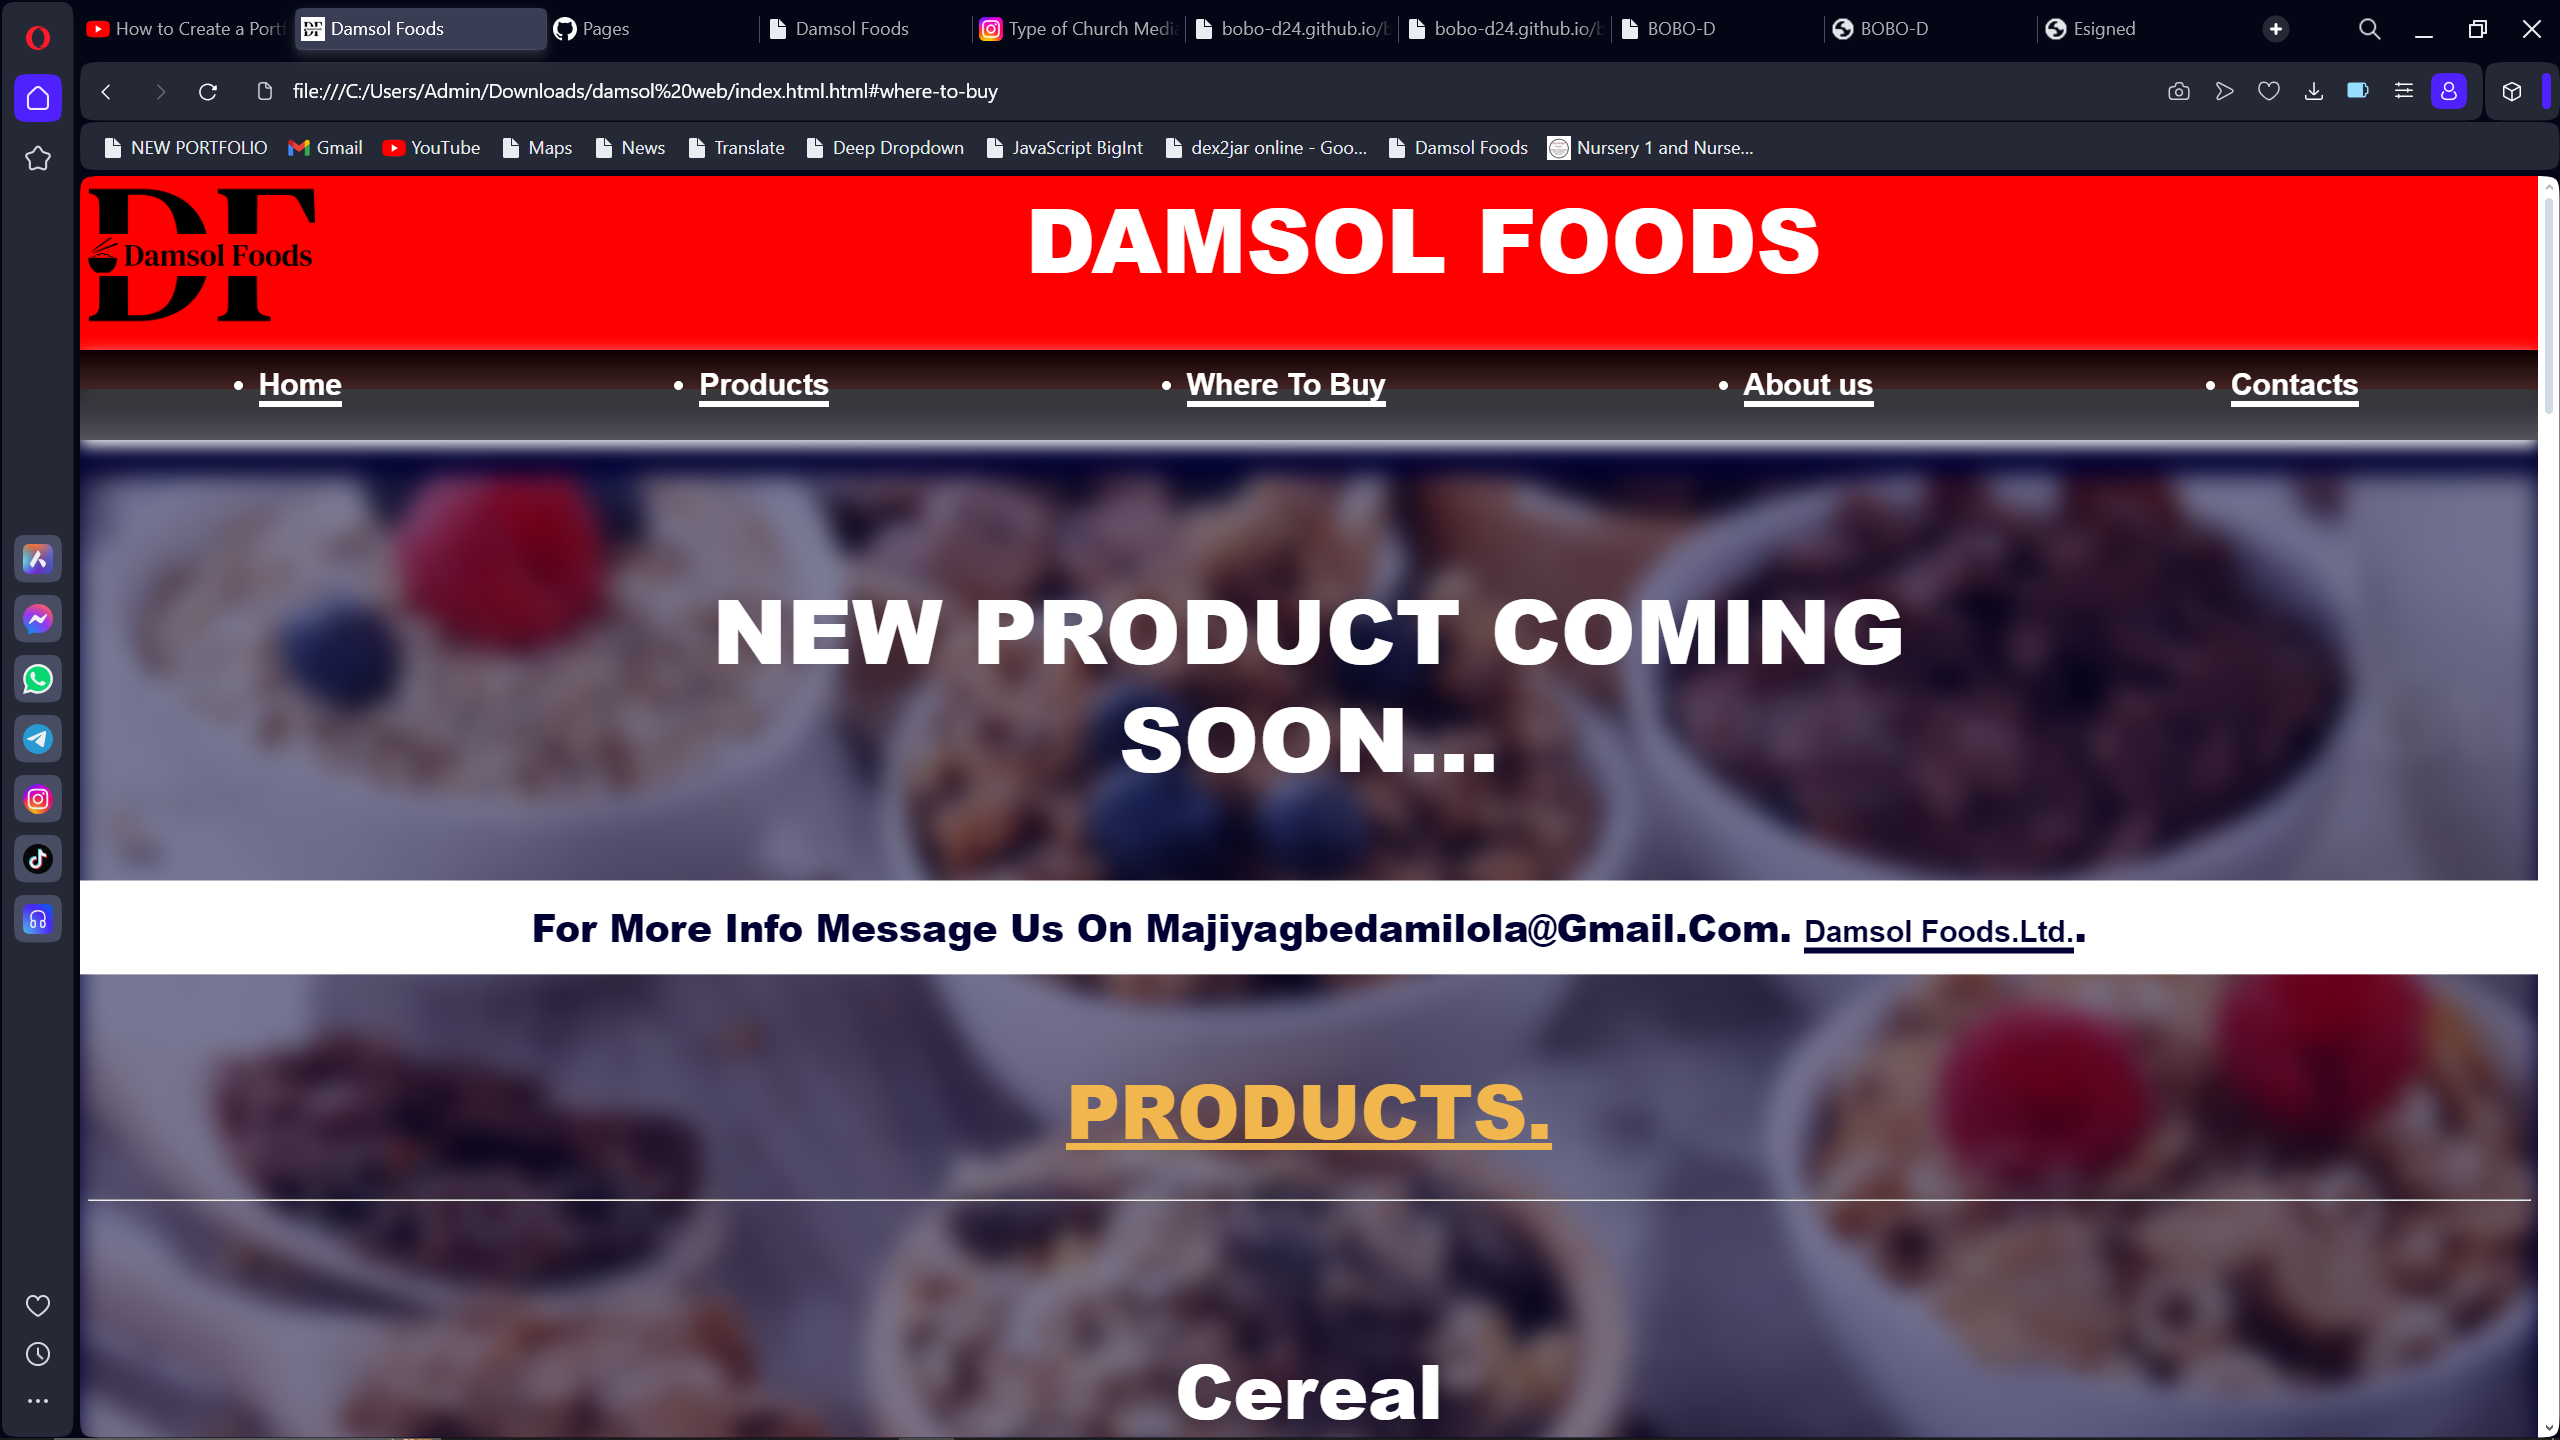 How to Create a Portf
Damsol Foods
Pages
Damsol Foods
Type of Church Medi
bobo-d24.github.io/b
bobo-d24.github.io/b
BOBO-D
BOBO-D
Esigned
file:///C:/Users/Admin/Downloads/damsol%20web/index.html.html#where-to-buy
NEW PORTFOLIO
Gmail
YouTube
Maps
News
Translate
Deep Dropdown
JavaScript BigInt
dex2jar online - Goo...
Damsol Foods
Nursery 1 and Nurse...
DF
Damsol Foods
DAMSOL FOODS
• Home
• Products
• Where To Buy
• About us
• Contacts
NEW PRODUCT COMING
SOON...
For More Info Message Us On Majiyagbedamilola@Gmail.Com. Damsol Foods.Ltd..
PRODUCTS.
Cereal